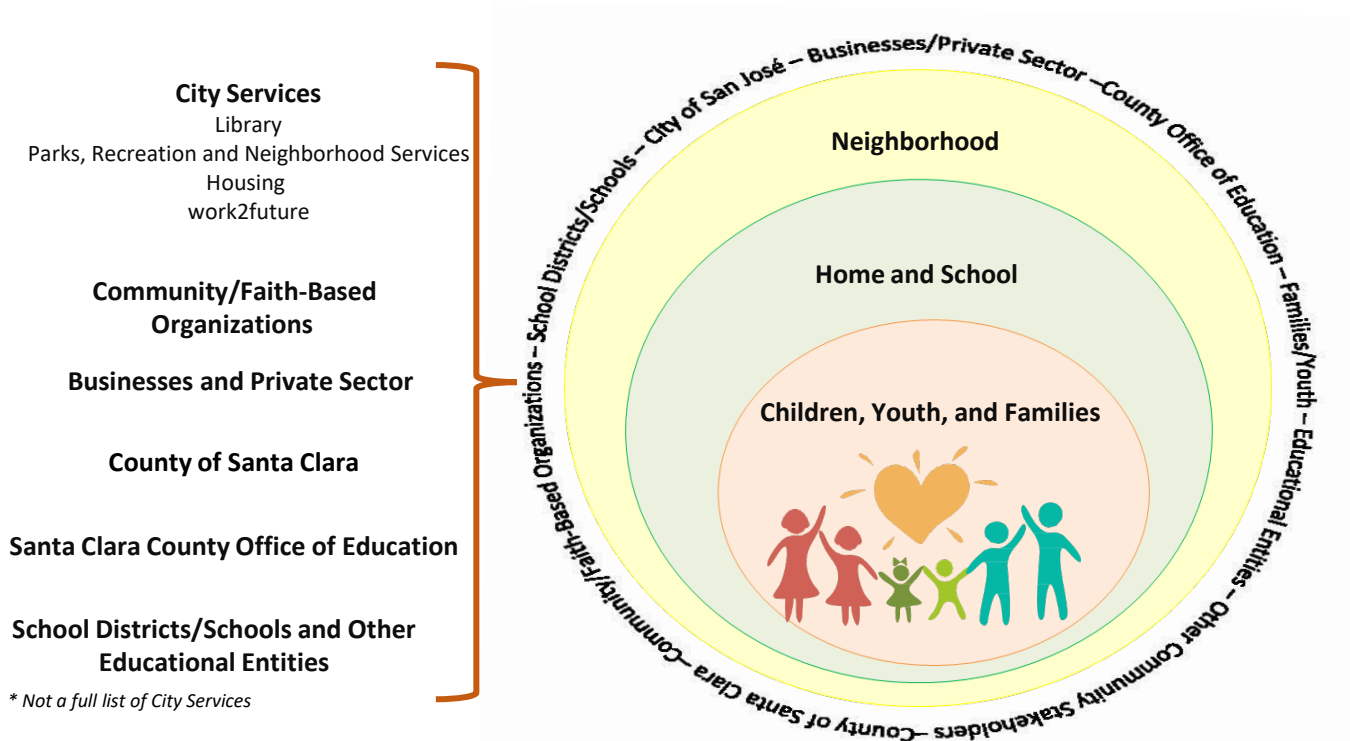 City Services
Library
Parks, Recreation and Neighborhood Services
Housing
work2future
Community/Faith-Based
Organizations
Businesses and Private Sector
County of Santa Clara
Santa Clara County Office of Education
School Districts/Schools and Other
Educational Entities
* Not a full list of City Services
Community/Faith-Based Organizations – School Districts/Schools – City of San José – Businesses/Private Sector –County Office of Education – Families/Youth – Educational Entities – Other Community Stakeholders –County of Santa Clara –
Neighborhood
Home and School
Children, Youth, and Families